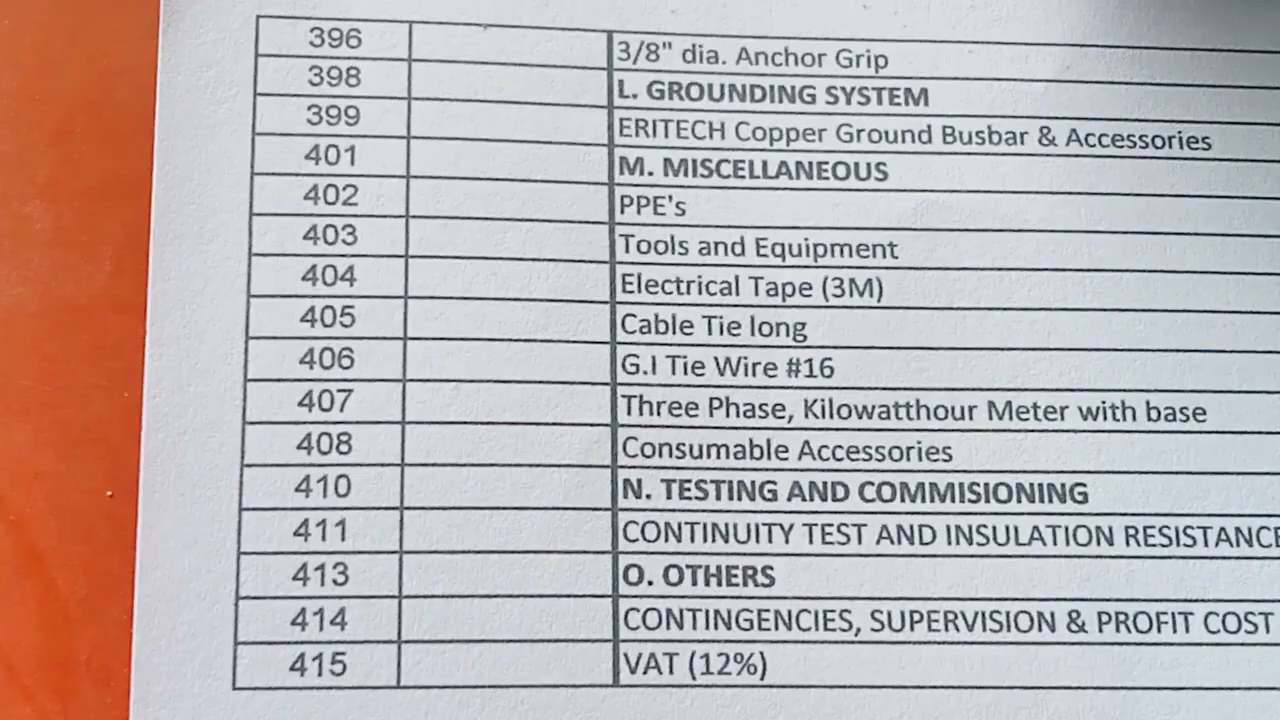 396 3/8" dia. Anchor Grip
398 L. GROUNDING SYSTEM
399 ERITECH Copper Ground Busbar & Accessories
401 M. MISCELLANEOUS
402 PPE's
403 Tools and Equipment
404 Electrical Tape (3M)
405 Cable Tie long
406 G.I Tie Wire #16
407 Three Phase, Kilowatthour Meter with base
408 Consumable Accessories
410 N. TESTING AND COMMISIONING
411 CONTINUITY TEST AND INSULATION RESISTANCE
413 O. OTHERS
414 CONTINGENCIES, SUPERVISION & PROFIT COST
415 VAT (12%)